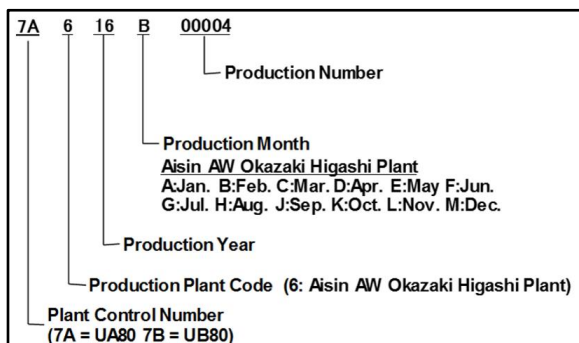 7A 6 16 B 00004
Production Number
Production Month
Aisin AW Okazaki Higashi Plant
A:Jan. B:Feb. C:Mar. D:Apr. E:May F:Jun.
G:Jul. H:Aug. J:Sep. K:Oct. L:Nov. M:Dec.
Production Year
Production Plant Code (6: Aisin AW Okazaki Higashi Plant)
Plant Control Number
(7A = UA80 7B = UB80)